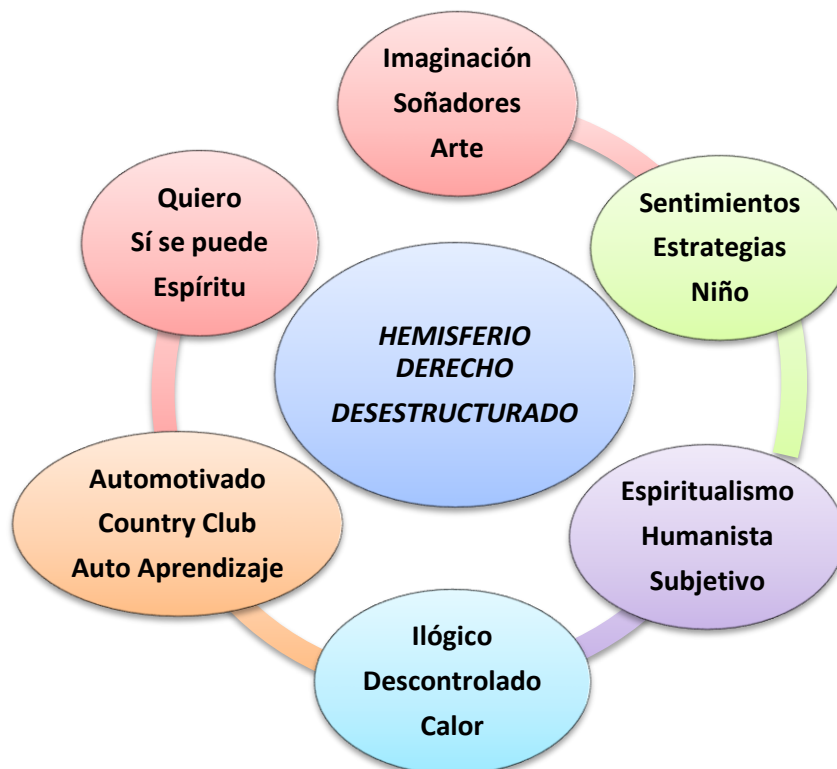 Imaginación
Soñadores
Arte
Sentimientos
Estrategias
Niño
Espiritualismo
Humanista
Subjetivo
Ilógico
Descontrolado
Calor
Automotivado
Country Club
Auto Aprendizaje
Quiero
Sí se puede
Espíritu
HEMISFERIO
DERECHO
DESESTRUCTURADO